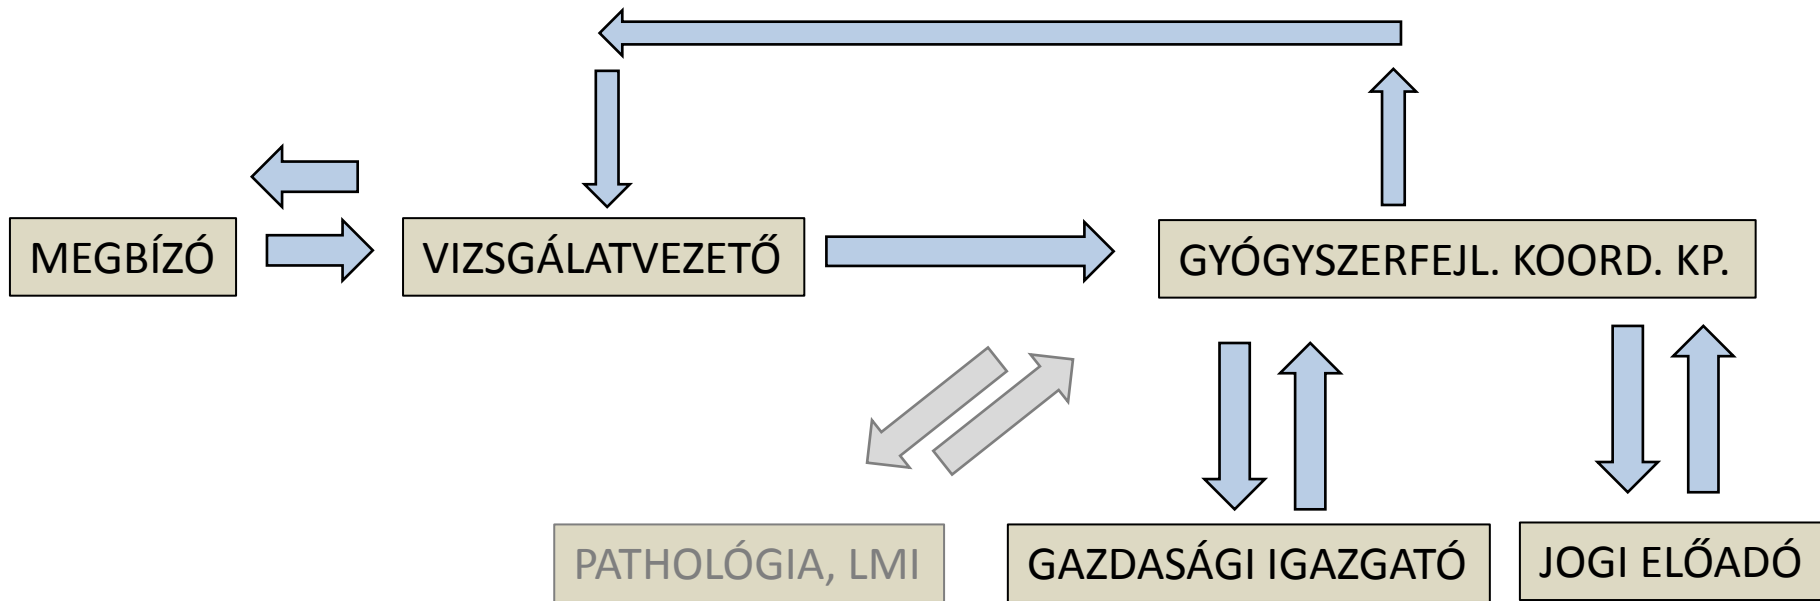 MEGBÍZÓ
VIZSGÁLATVEZETŐ
GYÓGYSZERFEJL. KOORD. KP.
PATHOLÓGIA, LMI
GAZDASÁGI IGAZGATÓ
JOGI ELŐADÓ